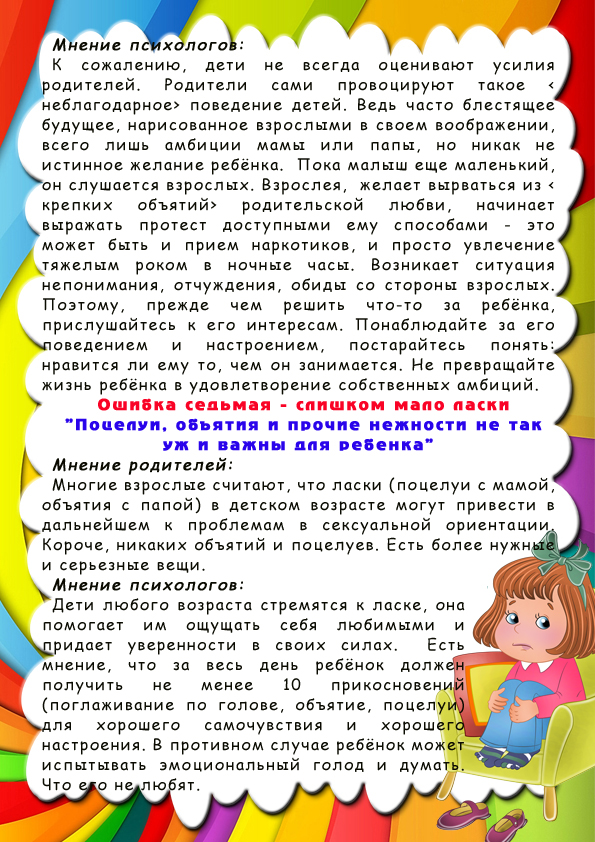 Мнение психологов:
К сожалению, дети не всегда оценивают усилия
родителей. Родители сами провоцируют такое <
неблагодарное> поведение детей. Ведь часто блестящее
будущее, нарисованное взрослыми в своем воображении,
всего лишь амбиции мамы или папы, но никак не
истинное желание ребёнка. Пока малыш еще маленький,
он слушается взрослых. Взрослея, желает вырваться из <
крепких объятий> родительской любви, начинает
выражать протест доступными ему способами - это
может быть и прием наркотиков, и просто увлечение
тяжелым роком в ночные часы. Возникает ситуация
непонимания, отчуждения, обиды со стороны взрослых.
Поэтому, прежде чем решить что-то за ребёнка,
прислушайтесь к его интересам. Понаблюдайте за его
поведением и настроением, постарайтесь понять:
нравится ли ему то, чем он занимается. Не превращайте
жизнь ребёнка в удовлетворение собственных амбиций.
Ошибка седьмая - слишком мало ласки
"Поцелуи, объятия и прочие нежности не так
уж и важны для ребенка"
Мнение родителей:
Многие взрослые считают, что ласки (поцелуи с мамой,
объятия с папой) в детском возрасте могут привести в
дальнейшем к проблемам в сексуальной ориентации.
Короче, никаких объятий и поцелуев. Есть более нужные
и серьезные вещи.
Мнение психологов:
Дети любого возраста стремятся к ласке, она
помогает им ощущать себя любимыми и
придает уверенности в своих силах. Есть
мнение, что за весь день ребёнок должен
получить не менее 10 прикосновений
(поглаживание по голове, объятие, поцелуи)
для хорошего самочувствия и хорошего
настроения. В противном случае ребёнок может
испытывать эмоциональный голод и думать.
Что его не любят.